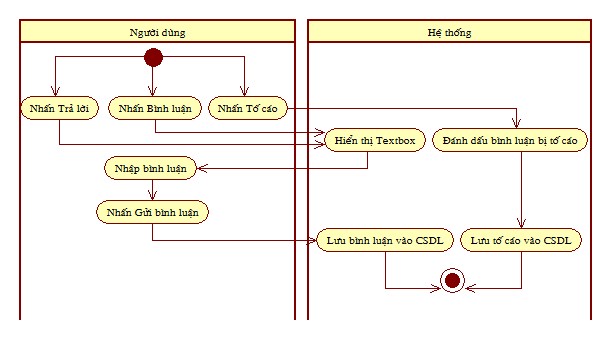 Người dùng
Hệ thống
Nhấn Trả lời
Nhấn Bình luận
Nhấn Tố cáo
Hiển thị Textbox
Đánh dấu bình luận bị tố cáo
Nhập bình luận
Nhấn Gửi bình luận
Lưu bình luận vào CSDL
Lưu tố cáo vào CSDL